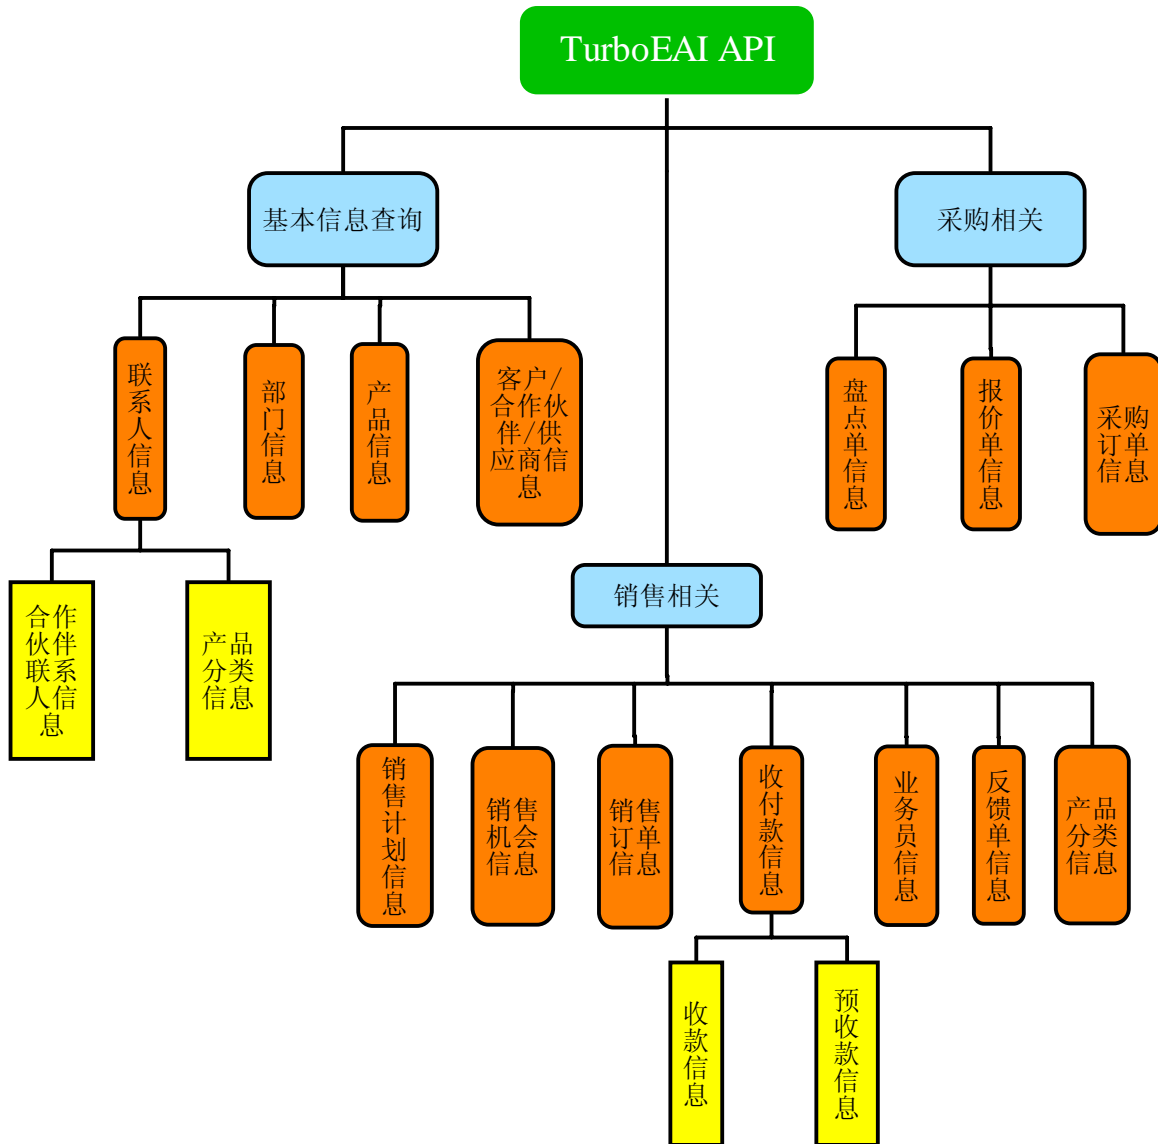 TurboEAI API
基本信息查询
采购相关
联系人信息
部门信息
产品信息
客户/
合作伙
伴/供
应商信
息
盘点单信息
报价单信息
采购
订单
信息
合作
伙伴
联系
人信
息
产品
分类
信息
销售相关
销售计划信息
销售
机会
信息
销售
订单
信息
收付款信息
业务员信息
反馈单信息
产品
分类
信息
收款信息
预收款信息